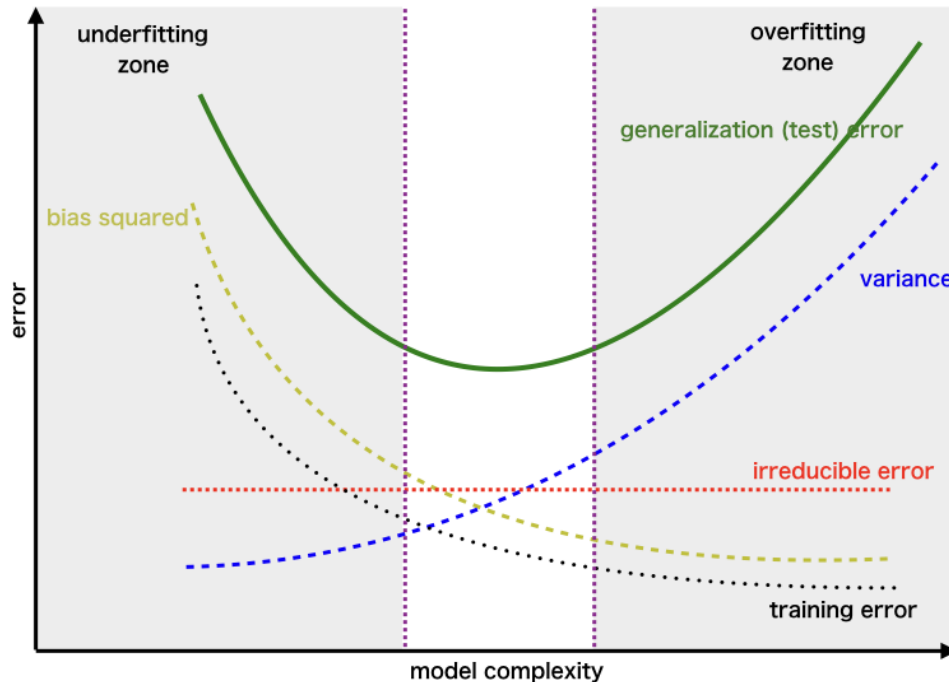 underfitting
zone
overfitting
zone
generalization (test) error
bias squared
variance
error
irreducible error
training error
model complexity